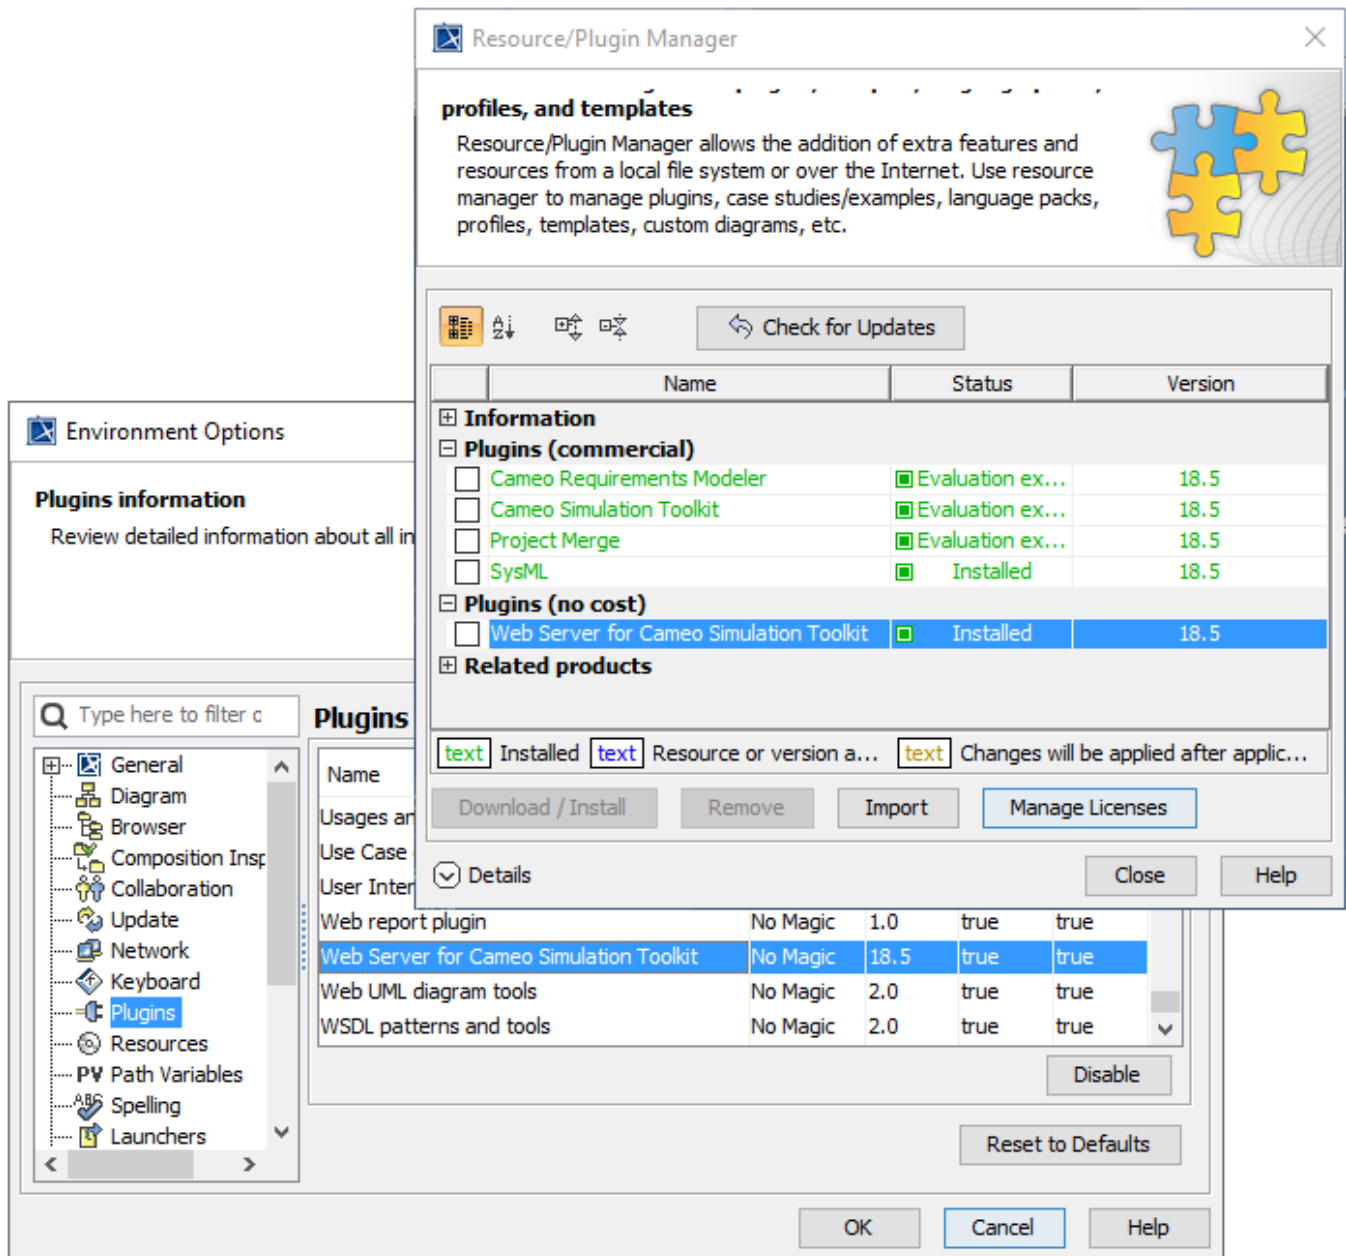 Resource/Plugin Manager
profiles, and templates
Resource/Plugin Manager allows the addition of extra features and
resources from a local file system or over the Internet. Use resource
manager to manage plugins, case studies/examples, language packs,
profiles, templates, custom diagrams, etc.
Check for Updates
Name Status Version
Information
Plugins (commercial)
Cameo Requirements Modeler Evaluation ex... 18.5
Cameo Simulation Toolkit Evaluation ex... 18.5
Project Merge Evaluation ex... 18.5
SysML Installed 18.5
Plugins (no cost)
Web Server for Cameo Simulation Toolkit Installed 18.5
Related products
text Installed text Resource or version a... text Changes will be applied after applic...
Download / Install Remove Import Manage Licenses
Details Close Help
Environment Options
Plugins information
Review detailed information about all in
Type here to filter o
General
Diagram
Browser
Composition Insp
Collaboration
Update
Network
Keyboard
Plugins
Resources
PV Path Variables
ABC Spelling
Launchers
Plugins
Name
Usages an
Use Case
User Inter
Web report plugin No Magic 1.0 true true
Web Server for Cameo Simulation Toolkit No Magic 18.5 true true
Web UML diagram tools No Magic 2.0 true true
WSDL patterns and tools No Magic 2.0 true true
Disable
Reset to Defaults
OK Cancel Help